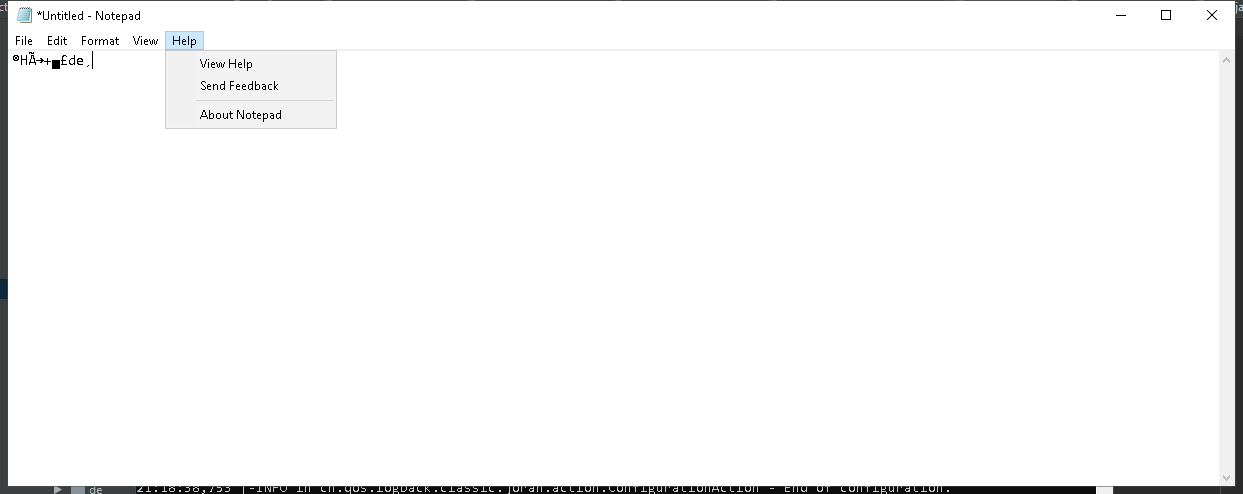 *Untitled - Notepad
File Edit Format View Help
®HÃ→+▄£de,
View Help
Send Feedback
About Notepad
de 21:18:38,753 |-INFO in ch.qos.logback.classic.joran.action.ConfigurationAction - End of configuration.